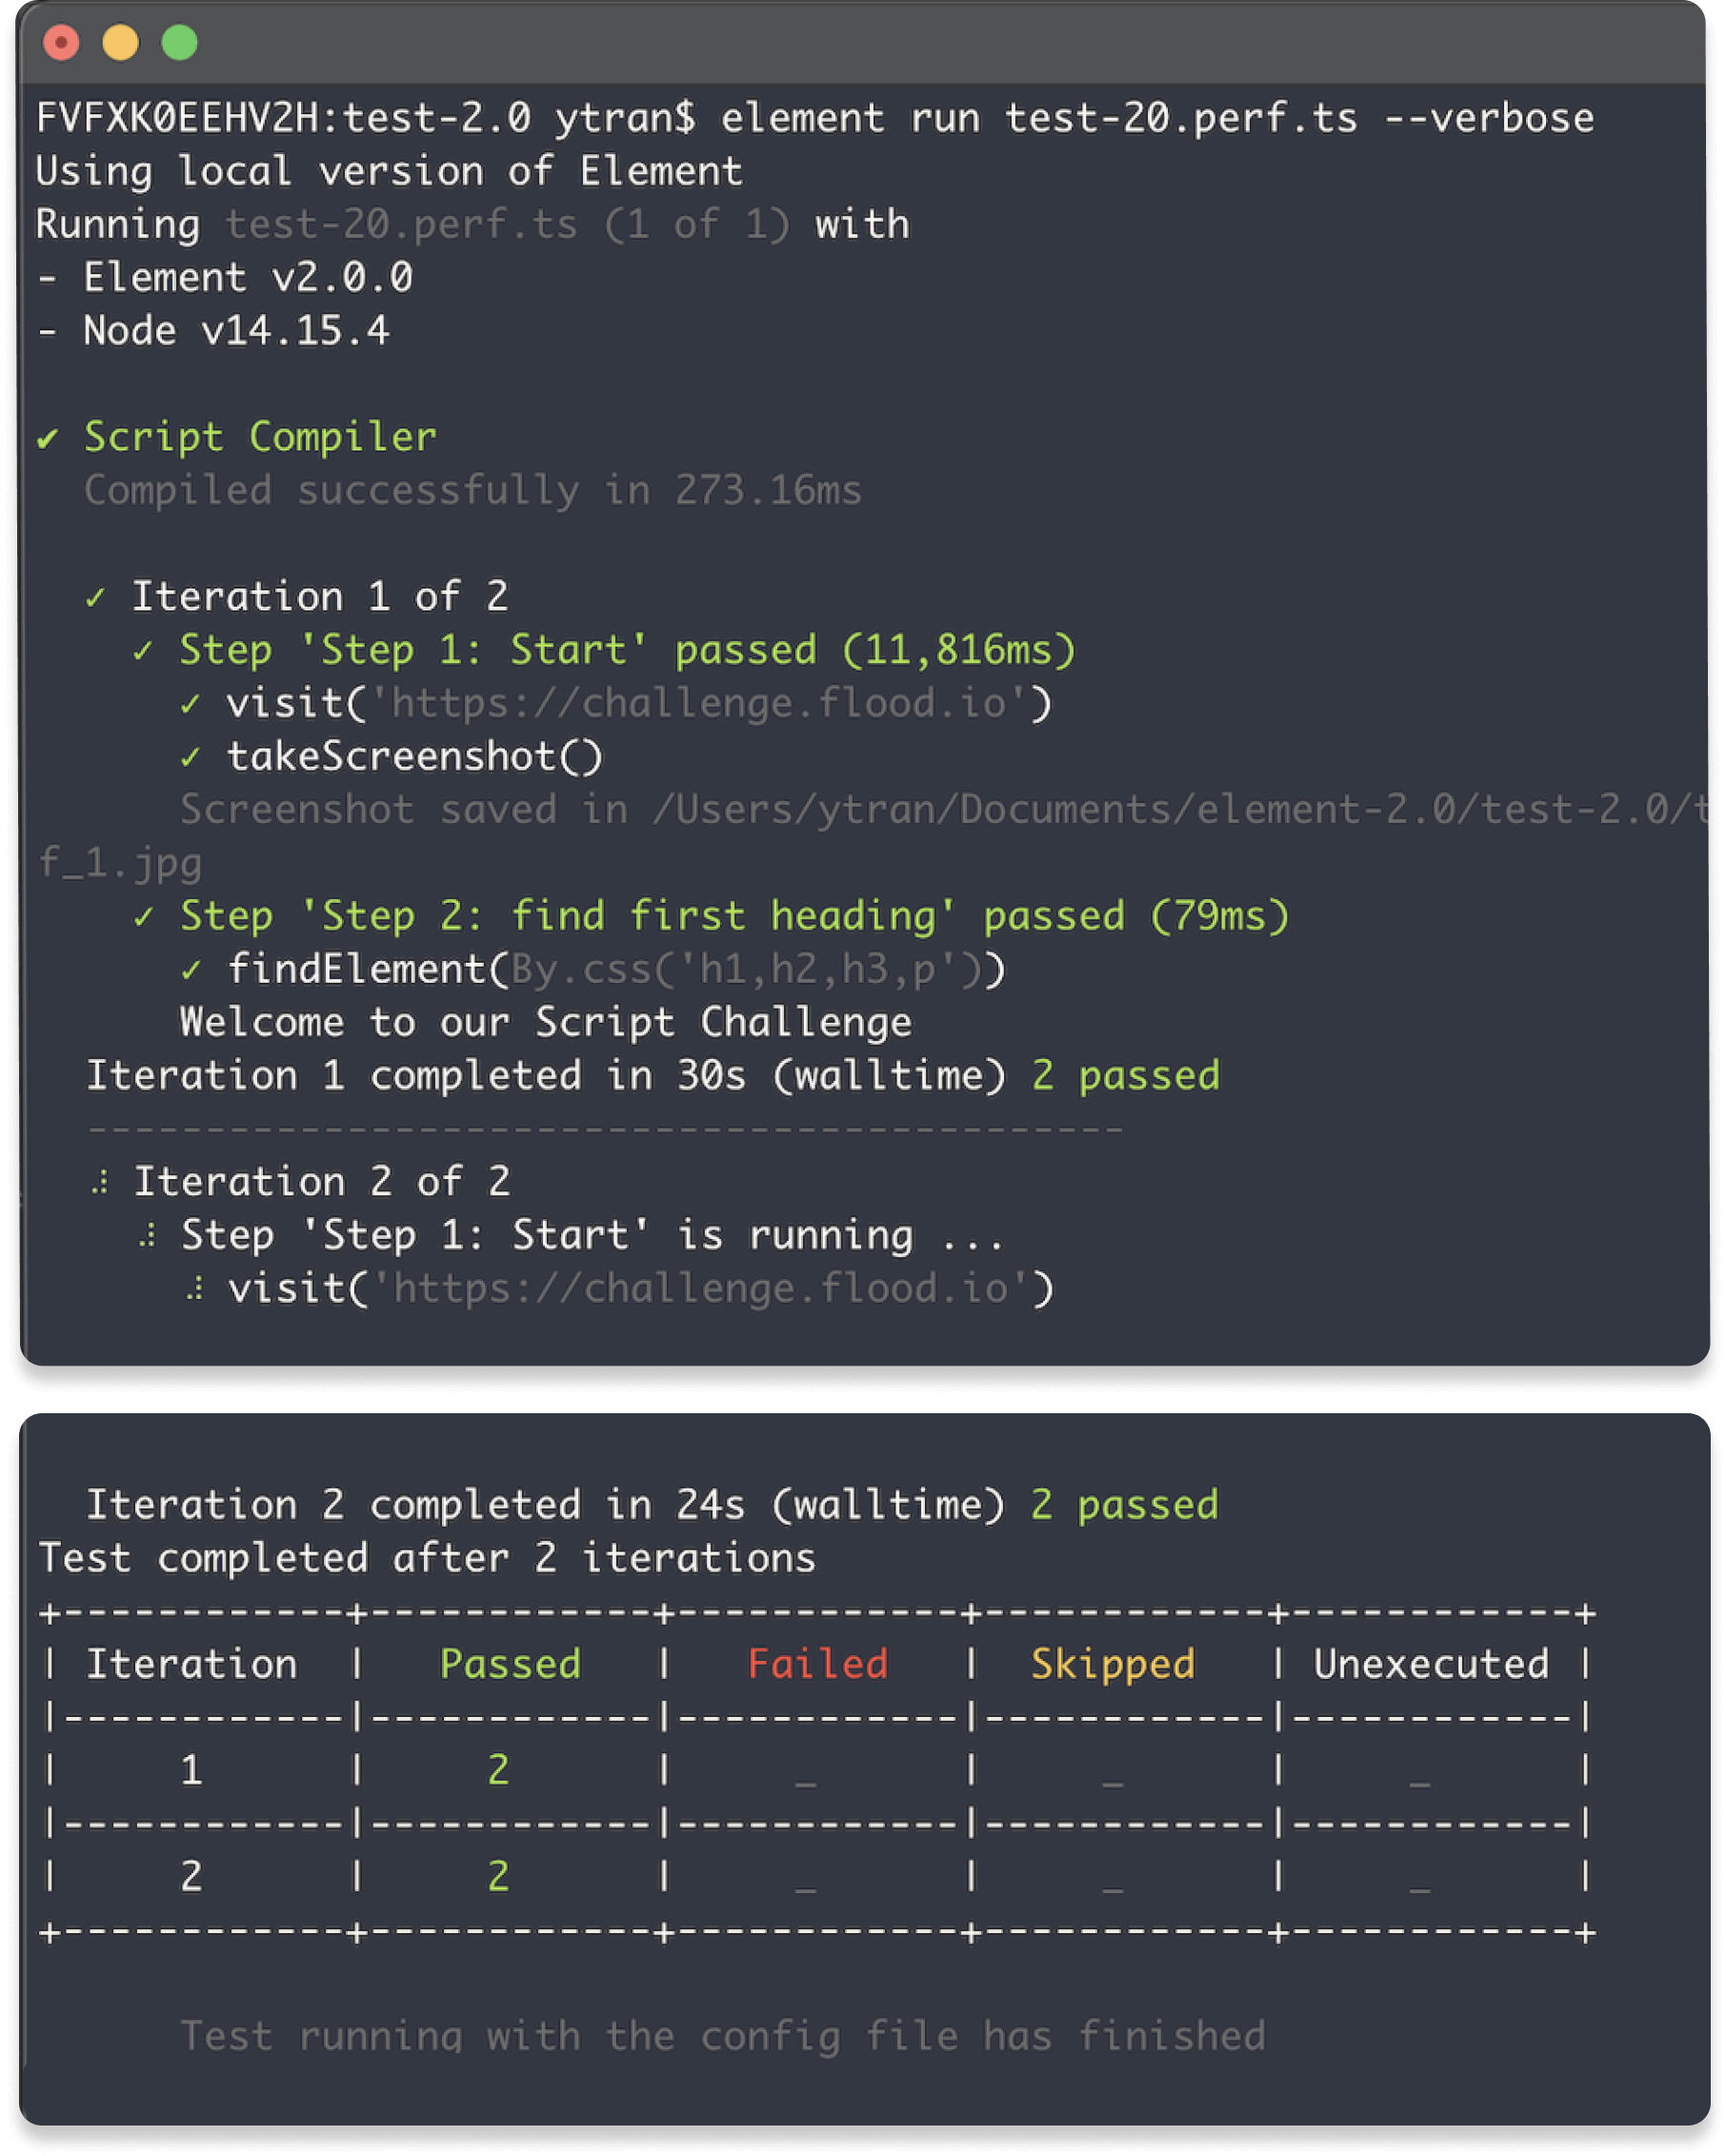 FVFXK0EEHV2H:test-2.0 ytran$ element run test-20.perf.ts --verbose
Using local version of Element
Running test-20.perf.ts (1 of 1) with
- Element v2.0.0
- Node v14.15.4
✔ Script Compiler
Compiled successfully in 273.16ms
✓ Iteration 1 of 2
✓ Step 'Step 1: Start' passed (11,816ms)
✓ visit('https://challenge.flood.io')
✓ takeScreenshot()
Screenshot saved in /Users/ytran/Documents/element-2.0/test-2.0/t
f_1.jpg
✓ Step 'Step 2: find first heading' passed (79ms)
✓ findElement(By.css('h1,h2,h3,p'))
Welcome to our Script Challenge
Iteration 1 completed in 30s (walltime) 2 passed
--------------------------------------------
Iteration 2 of 2
Step 'Step 1: Start' is running ...
visit('https://challenge.flood.io')
Iteration 2 completed in 24s (walltime) 2 passed
Test completed after 2 iterations
+------------+------------+------------+------------+------------+
| Iteration | Passed | Failed | Skipped | Unexecuted |
|------------|------------|------------|------------|------------|
| 1 | 2 | _ | _ | _ |
|------------|------------|------------|------------|------------|
| 2 | 2 | _ | _ | _ |
+------------+------------+------------+------------+------------+
Test running with the config file has finished